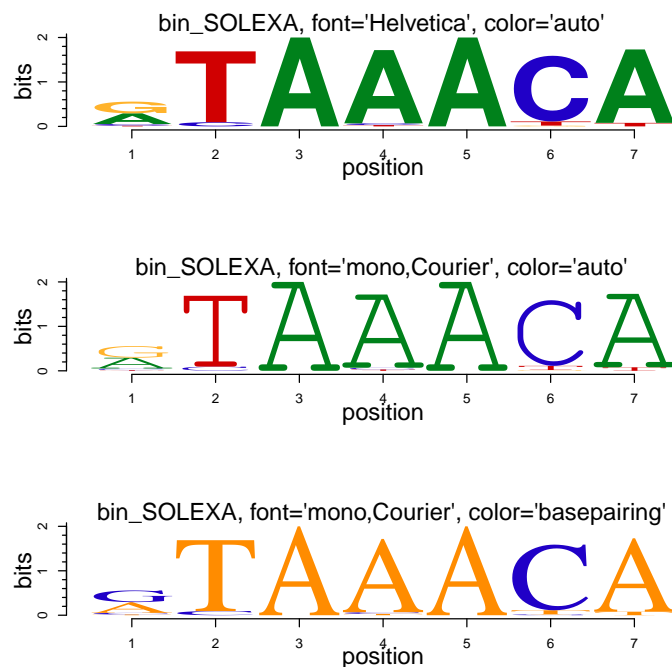 bin_SOLEXA, font='Helvetica', color='auto'
2
1
0
bits
G T A A A C A
A C
1 2 3 4 5 6 7
position
bin_SOLEXA, font='mono,Courier', color='auto'
2
1
0
bits
G T A A A C A
A C
1 2 3 4 5 6 7
position
bin_SOLEXA, font='mono,Courier', color='basepairing'
2
1
0
bits
G T A A A C A
A C
1 2 3 4 5 6 7
position